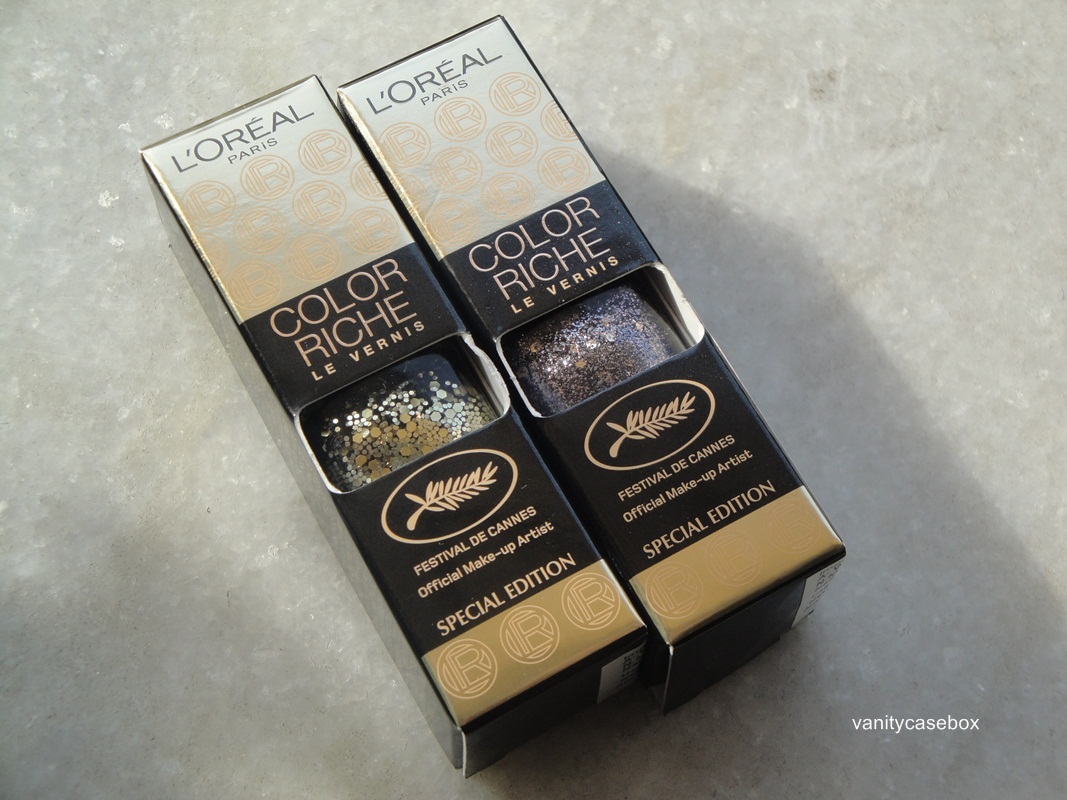 L'ORÉAL
PARIS
COLOR
RICHE
LE VERNIS
FESTIVAL DE CANNES
Official Make-up Artist
SPECIAL EDITION
L'ORÉAL
PARIS
COLOR
RICHE
LE VERNIS
FESTIVAL DE CANNES
Official Make-up Artist
SPECIAL EDITION
vanitycasebox